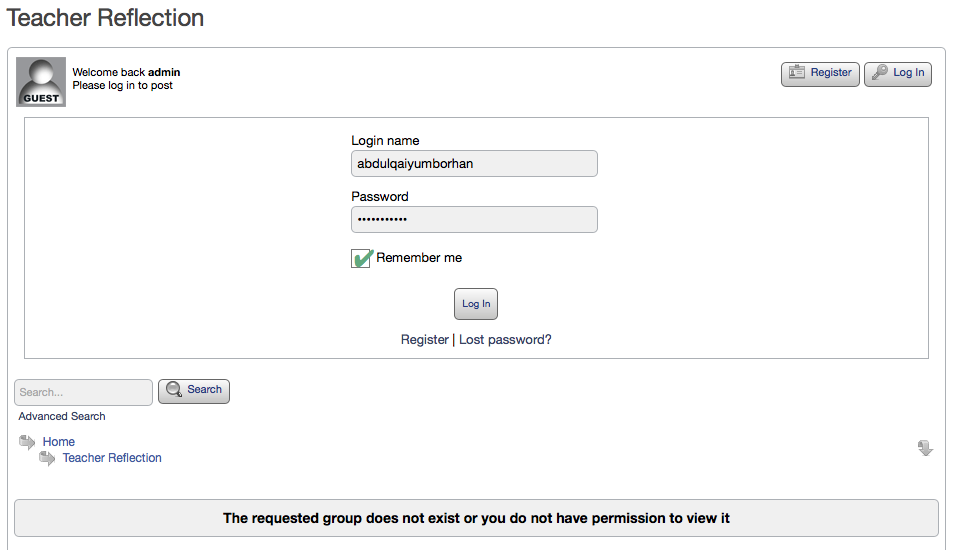 Teacher Reflection
GUEST
Welcome back admin
Please log in to post
Register
Log In
Login name
abdulqaiyumborhan
Password
•••••••••••
Remember me
Log In
Register | Lost password?
Search...
Search
Advanced Search
Home
Teacher Reflection
The requested group does not exist or you do not have permission to view it